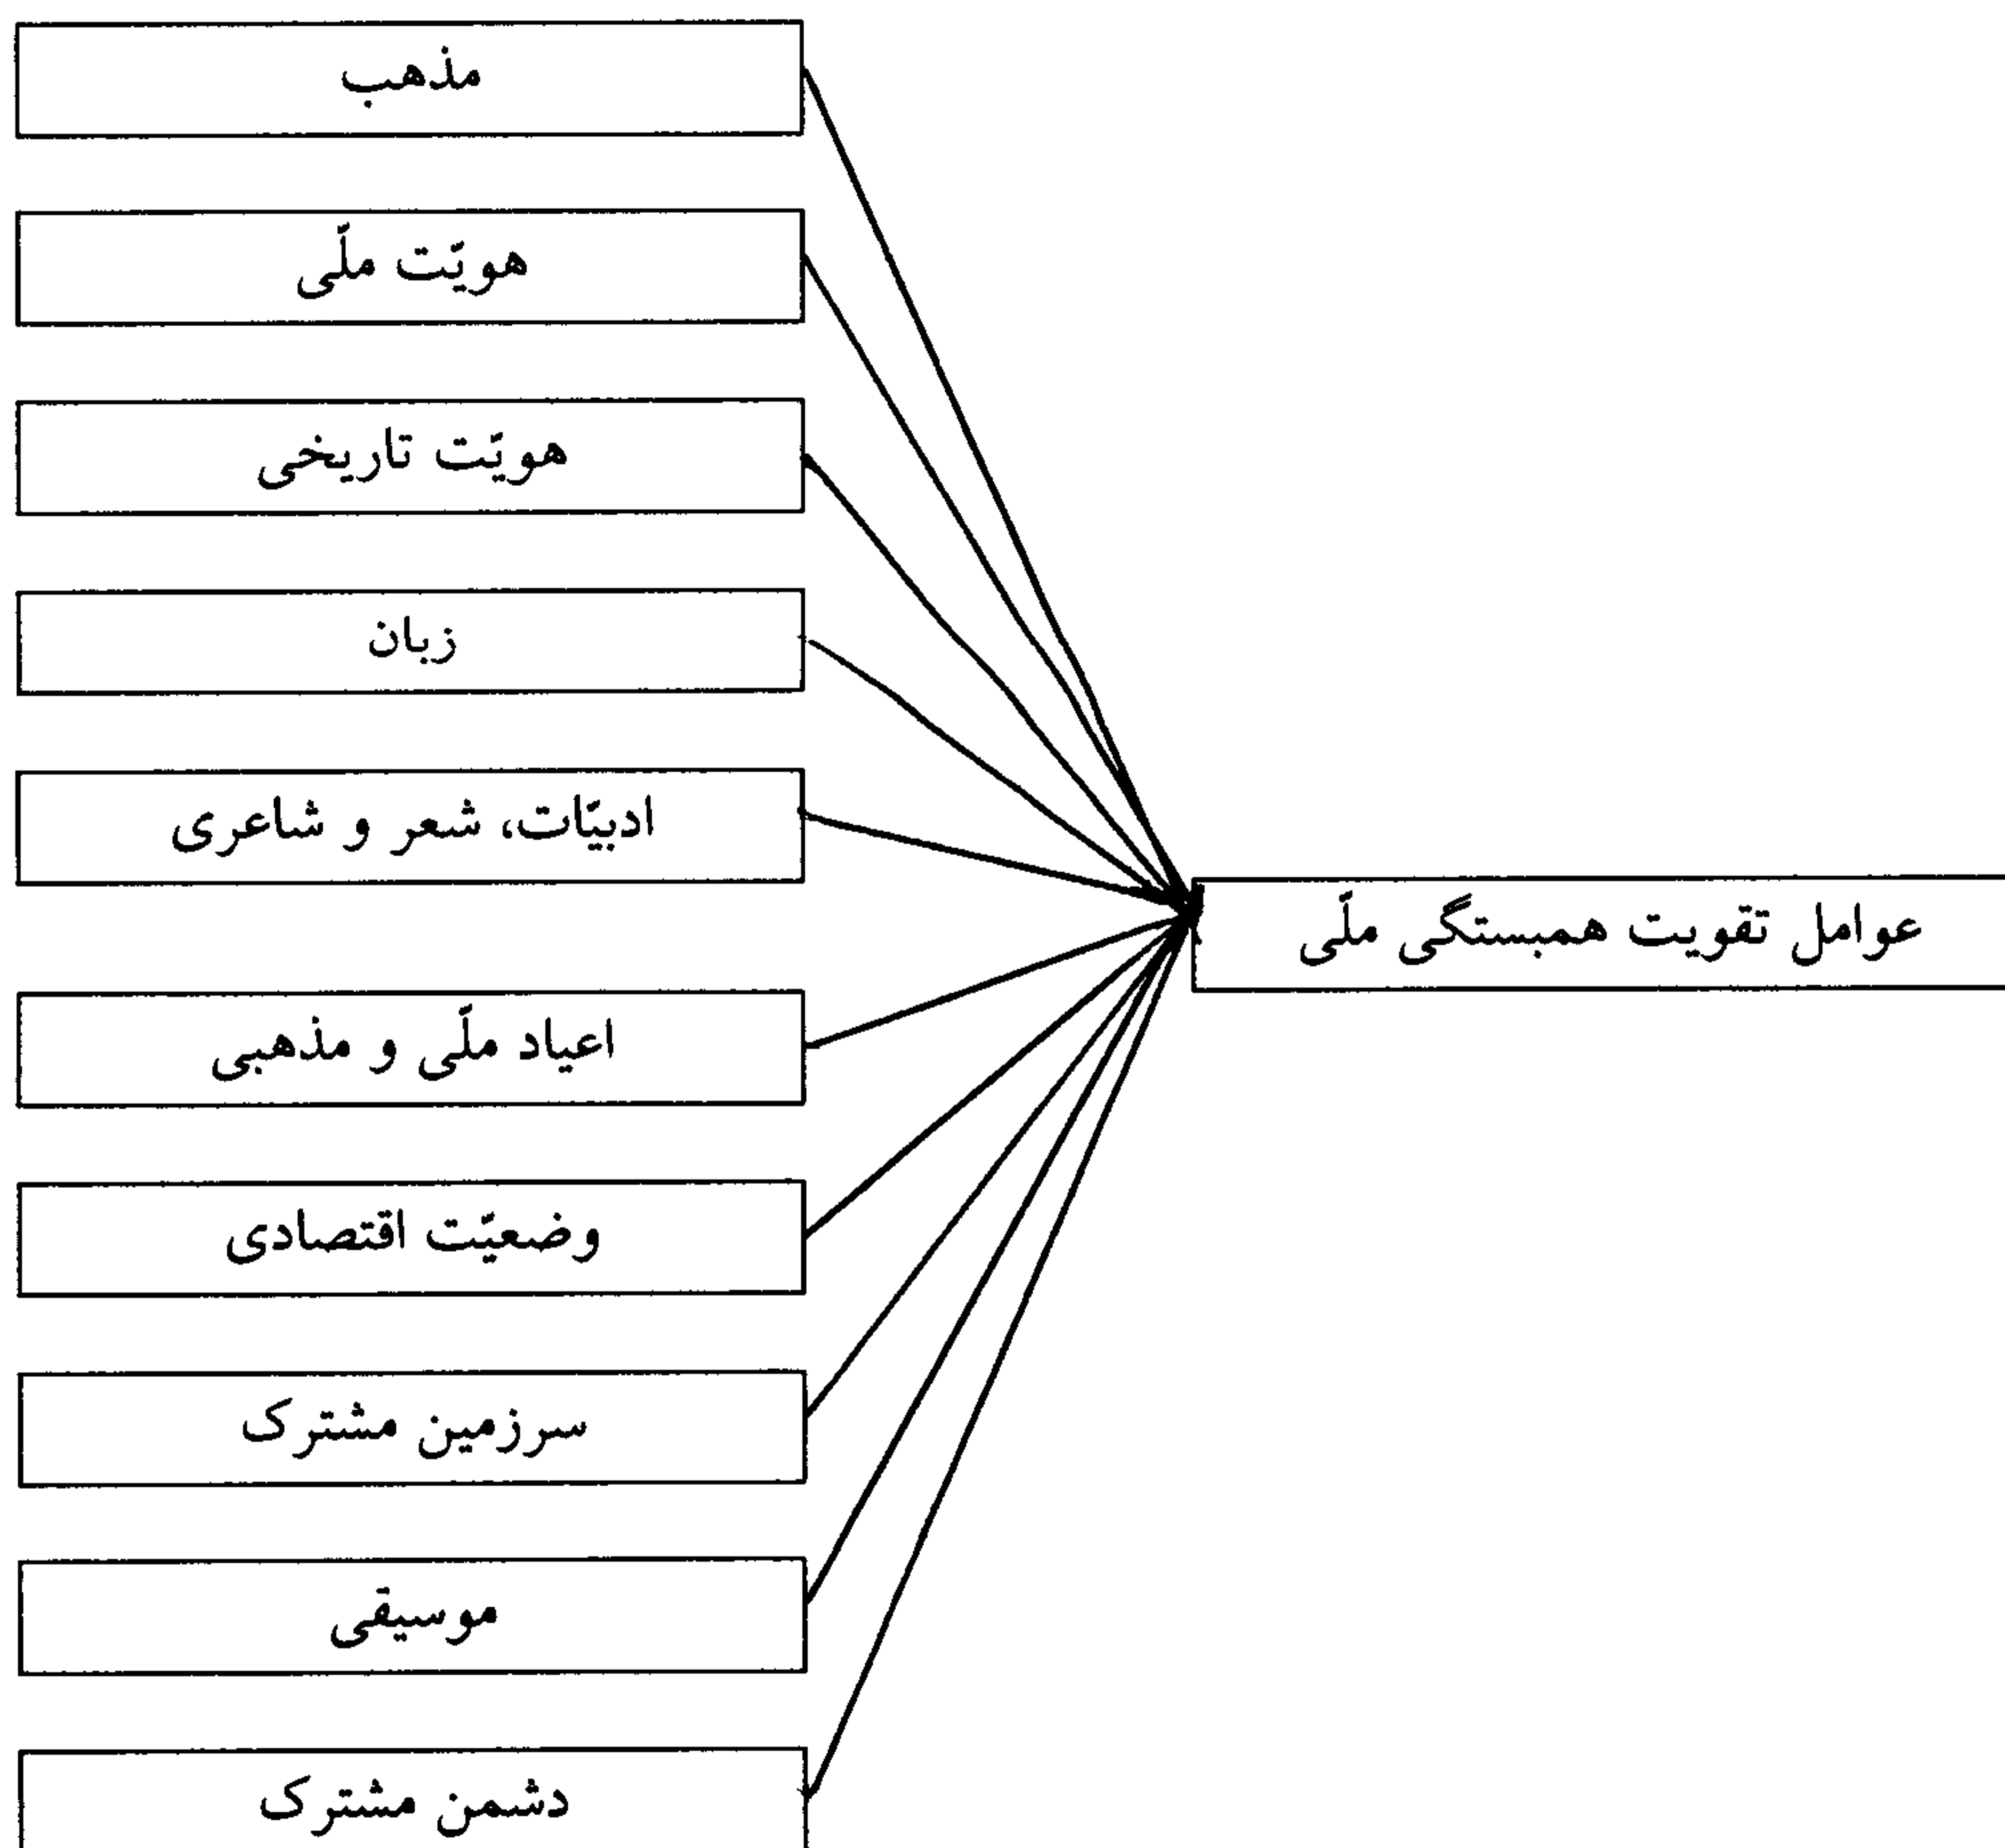 عوامل تقویت همبستگی ملّی
مذهب
هویّت ملّی
هویّت تاریخی
زبان
ادبیّات، شعر و شاعری
اعیاد ملّی و مذهبی
وضعیّت اقتصادی
سرزمین مشترک
موسیقی
دشمن مشترک